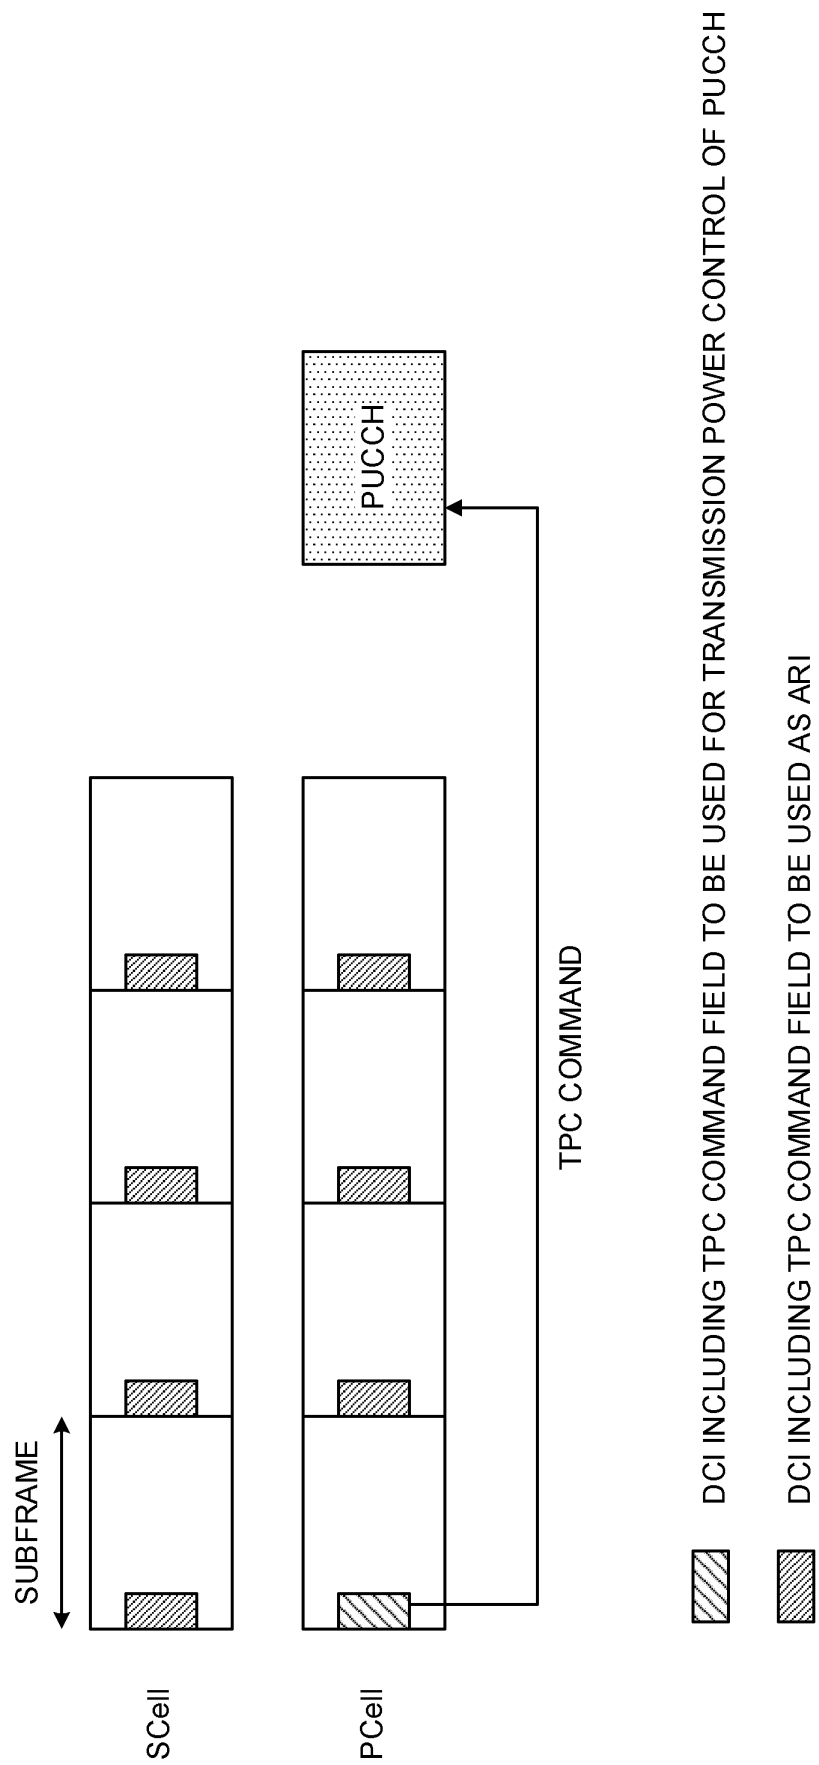 SUBFRAME
SCell
PCell
PUCCH
TPC COMMAND
DCI INCLUDING TPC COMMAND FIELD TO BE USED FOR TRANSMISSION POWER CONTROL OF PUCCH
DCI INCLUDING TPC COMMAND FIELD TO BE USED AS ARI